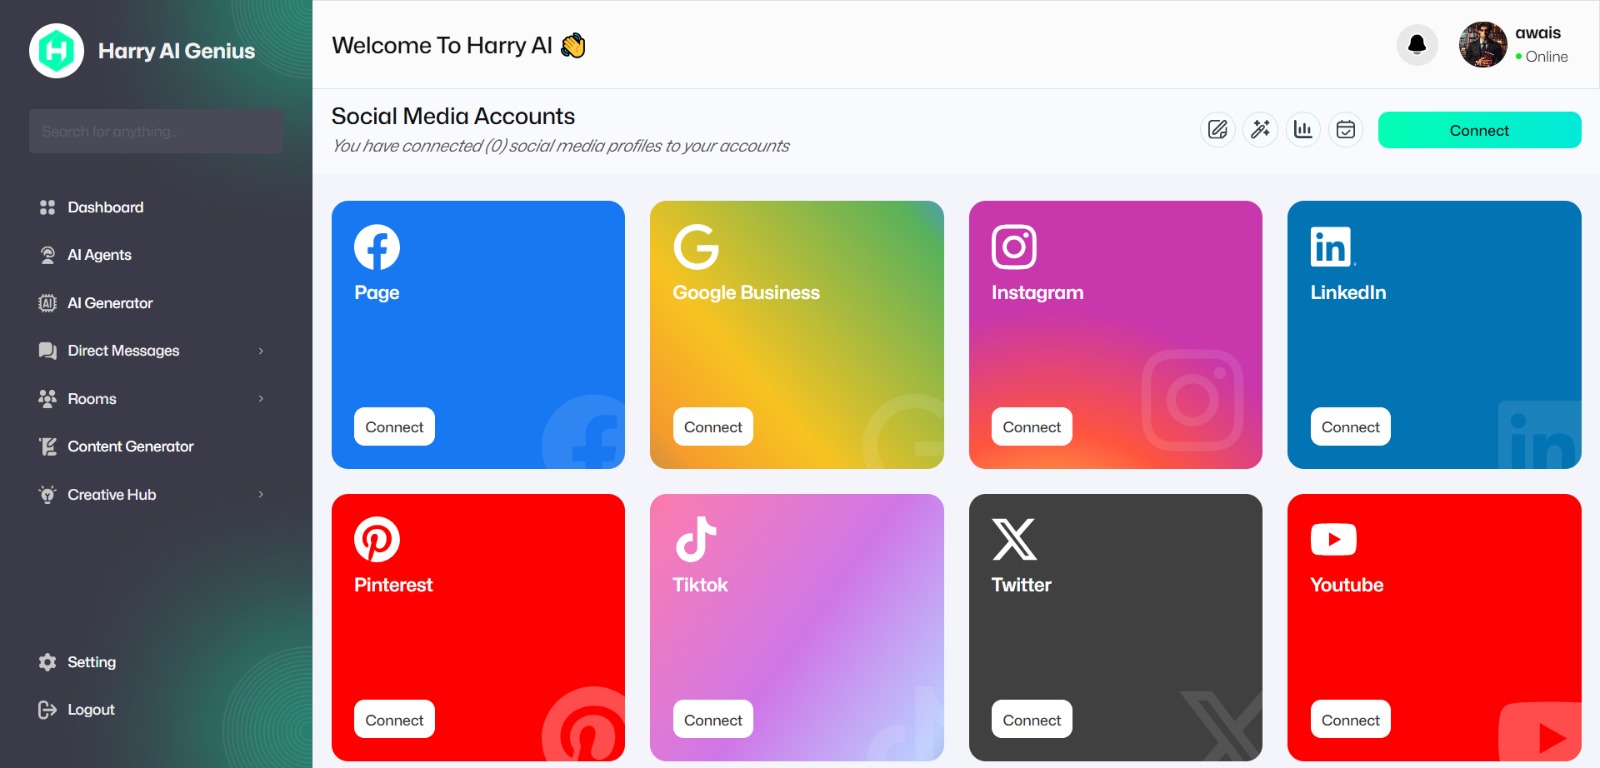 Harry AI Genius
Search for anything...
Dashboard
AI Agents
AI Generator
Direct Messages
Rooms
Content Generator
Creative Hub
Setting
Logout
Welcome To Harry AI 👋
awais
Online
Social Media Accounts
You have connected (0) social media profiles to your accounts
Connect
Page
Connect
Google Business
Connect
Instagram
Connect
LinkedIn
Connect
Pinterest
Connect
Tiktok
Connect
Twitter
Connect
Youtube
Connect